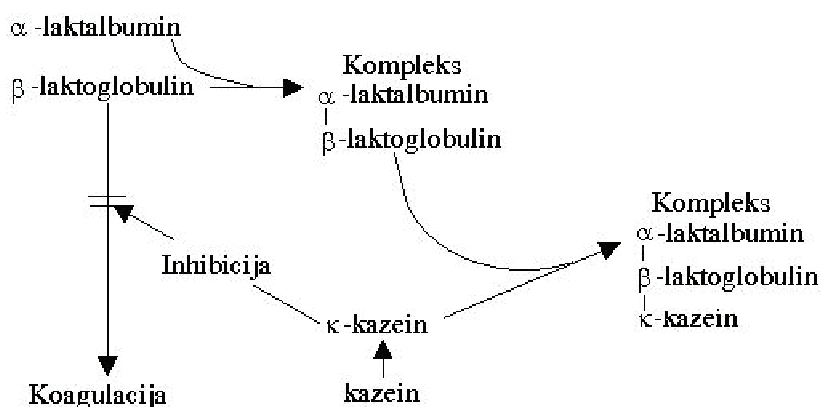 α -laktalbumin
β -laktoglobulin
Kompleks
α -laktalbumin
β-laktoglobulin
Kompleks
α -laktalbumin
β -laktoglobulin
κ-kazein
Inhibicija
κ -kazein
Koagulacija
kazein